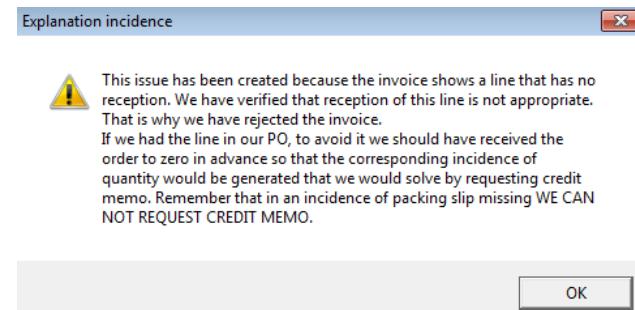 Explanation incidence
This issue has been created because the invoice shows a line that has no
reception. We have verified that reception of this line is not appropriate.
That is why we have rejected the invoice.
If we had the line in our PO, to avoid it we should have received the
order to zero in advance so that the corresponding incidence of
quantity would be generated that we would solve by requesting credit
memo. Remember that in an incidence of packing slip missing WE CAN
NOT REQUEST CREDIT MEMO.
OK